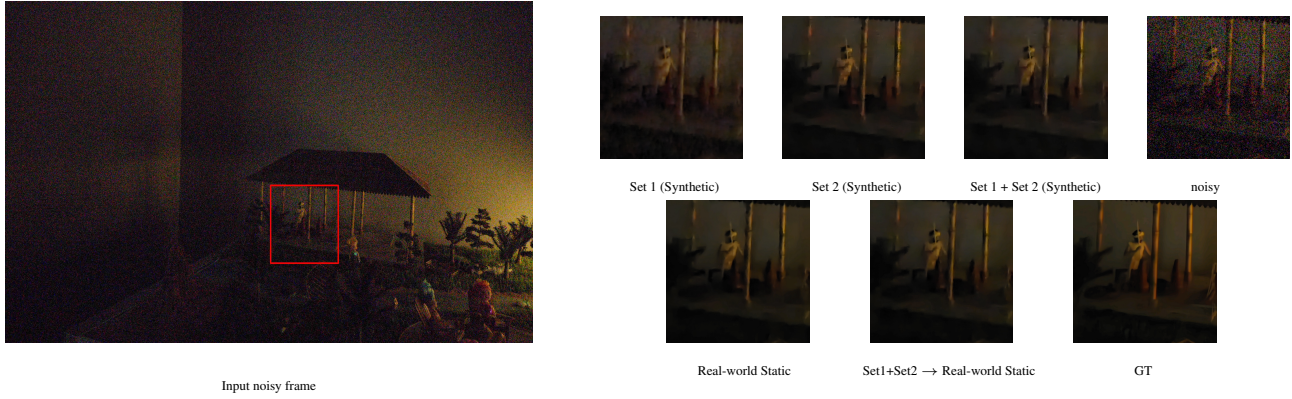 Set 1 (Synthetic)
Set 2 (Synthetic)
Set 1 + Set 2 (Synthetic)
noisy
Real-world Static
Set1+Set2 → Real-world Static
GT
Input noisy frame